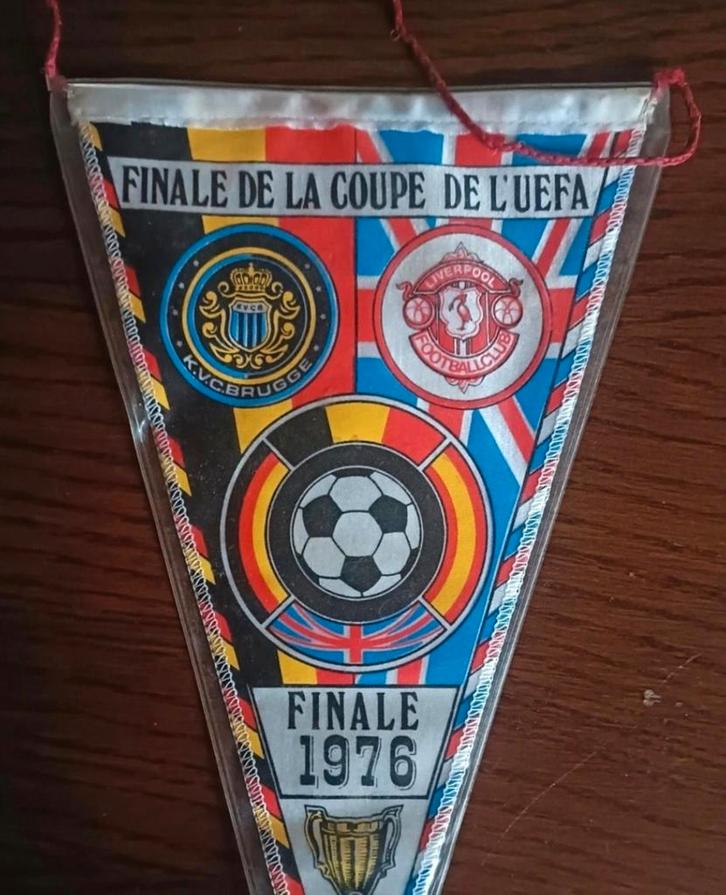 FINALE DE LA COUPE DE L'UEFA
K.V.C.B
K.V.C.BRUGGE
LIVERPOOL
FOOTBALLCLUB
FINALE
1976